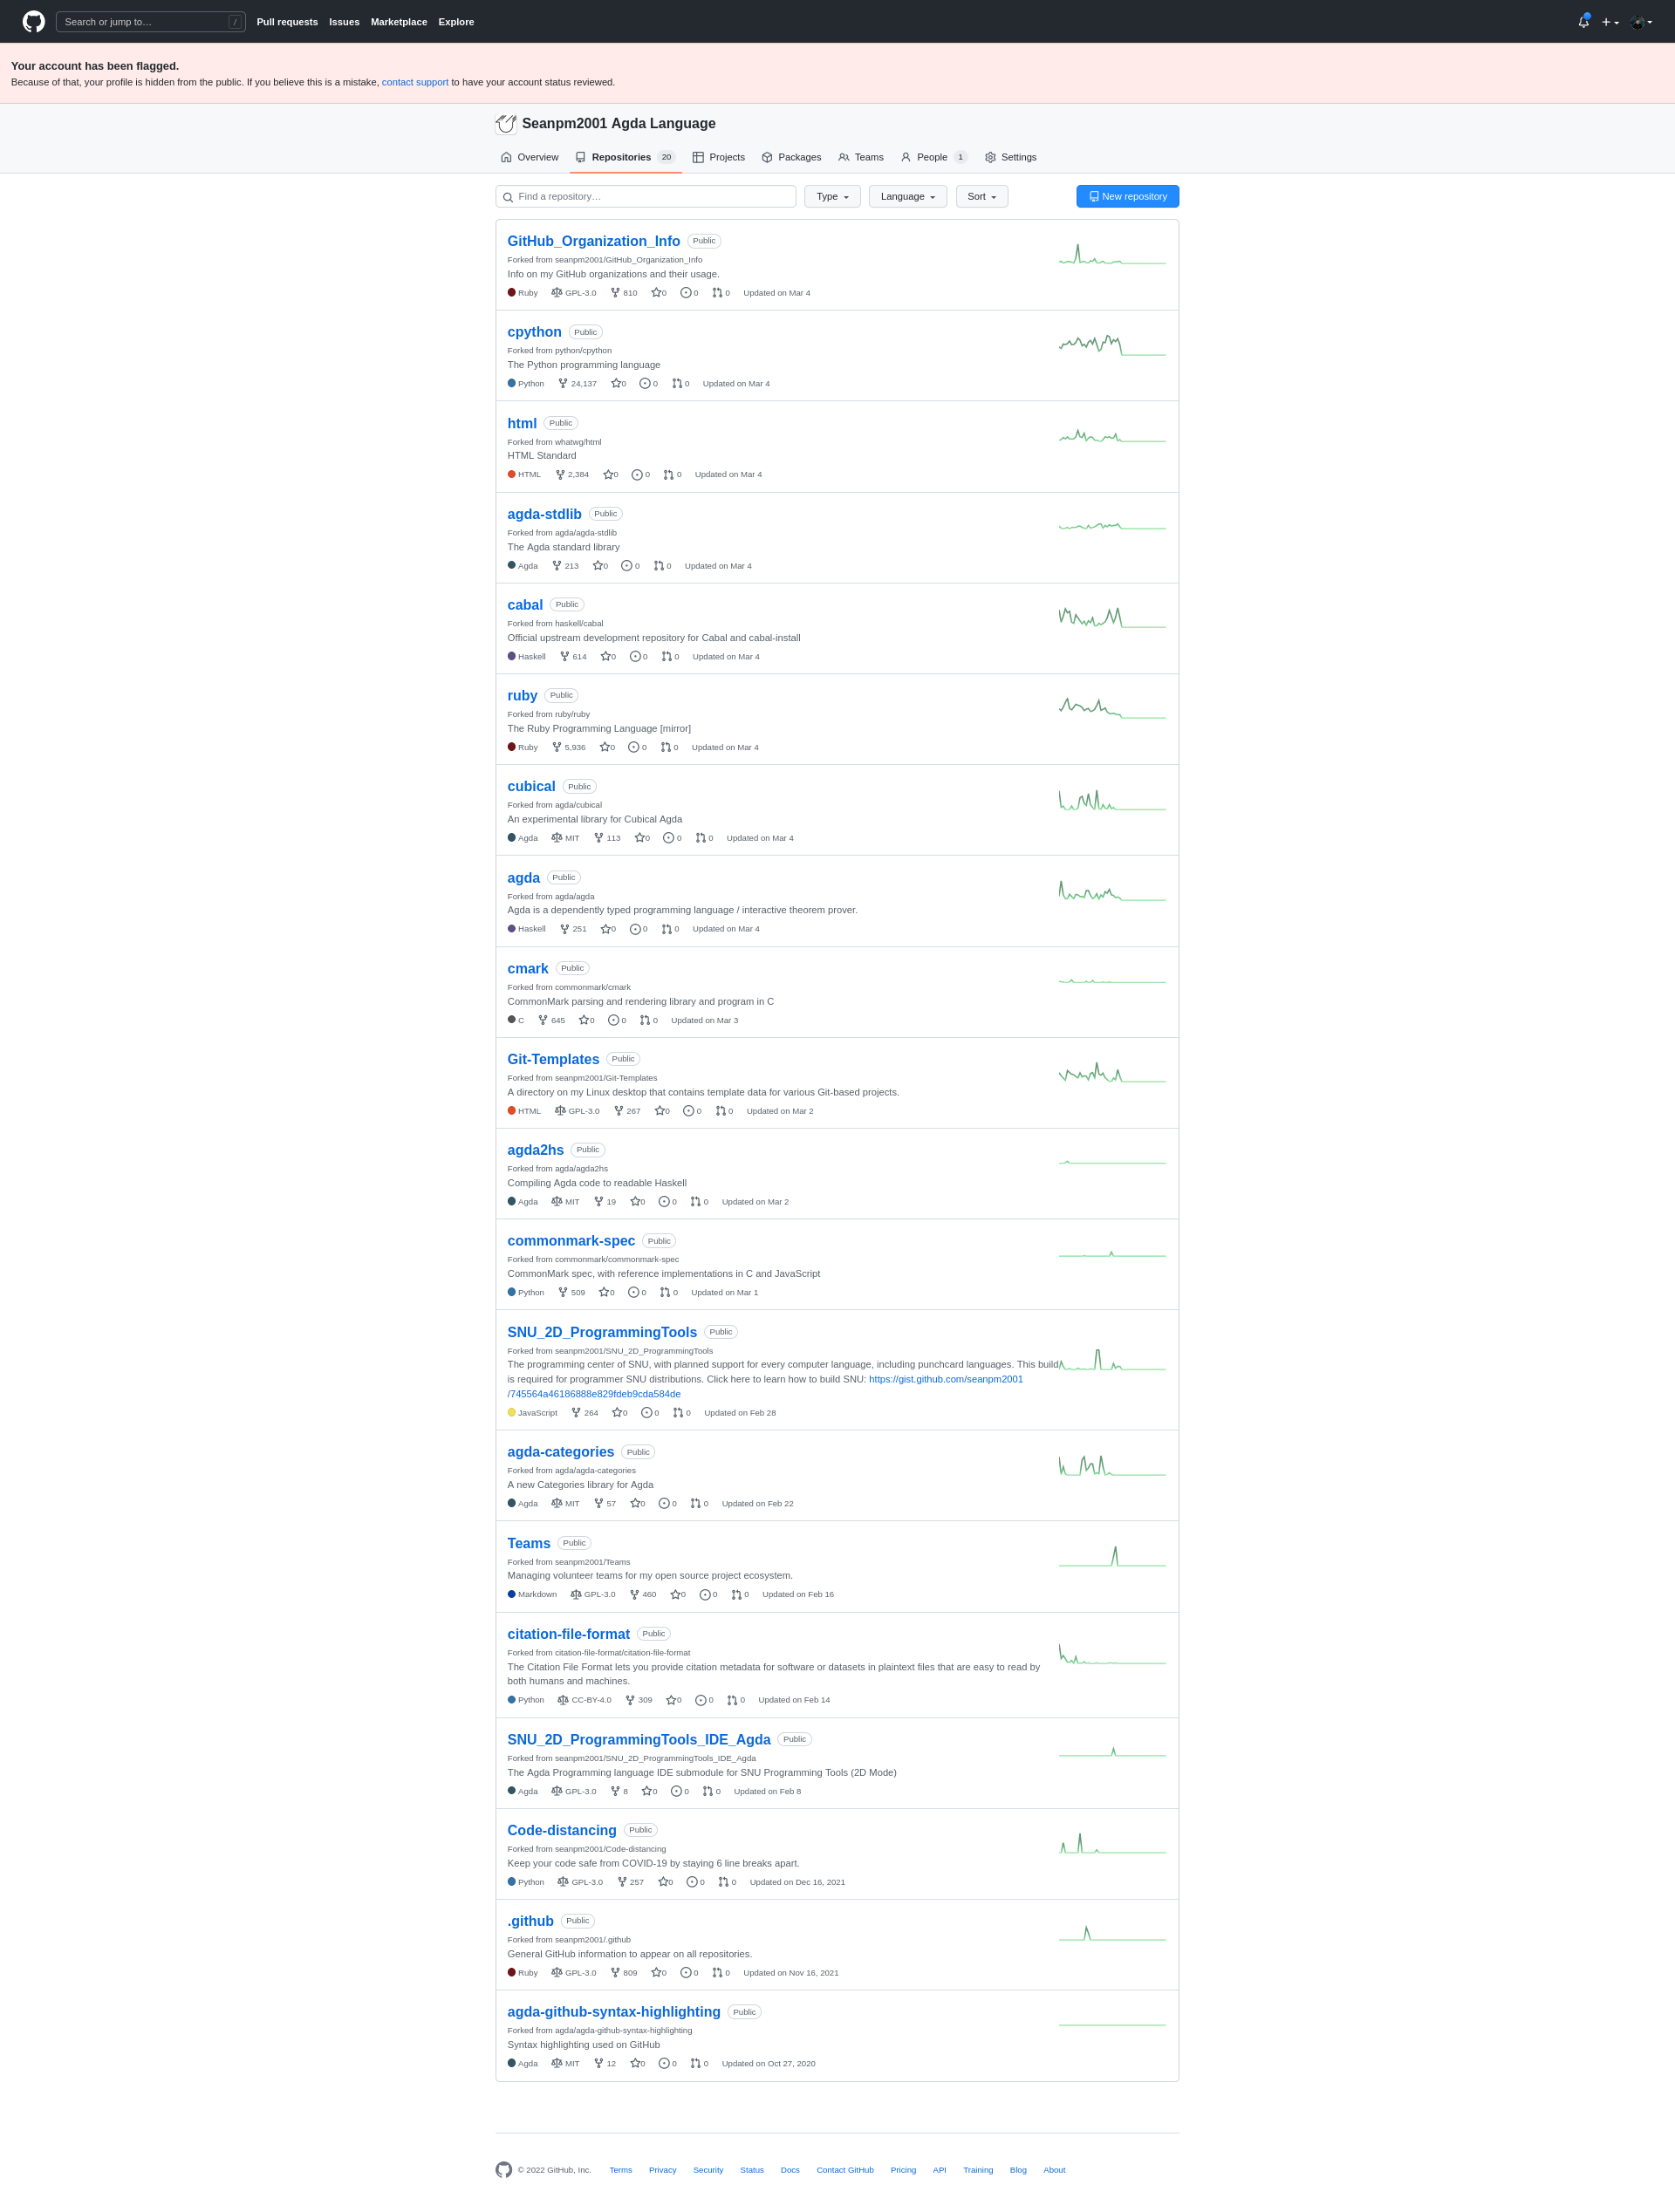 Search or jump to…
/
Pull requests Issues Marketplace Explore
Your account has been flagged.
Because of that, your profile is hidden from the public. If you believe this is a mistake, contact support to have your account status reviewed.
Seanpm2001 Agda Language
Overview Repositories 20 Projects Packages Teams People 1 Settings
Find a repository… Type Language Sort New repository
GitHub_Organization_Info Public
Forked from seanpm2001/GitHub_Organization_Info
Info on my GitHub organizations and their usage.
Ruby GPL-3.0 810 0 0 0 Updated on Mar 4
cpython Public
Forked from python/cpython
The Python programming language
Python 24,137 0 0 0 Updated on Mar 4
html Public
Forked from whatwg/html
HTML Standard
HTML 2,384 0 0 0 Updated on Mar 4
agda-stdlib Public
Forked from agda/agda-stdlib
The Agda standard library
Agda 213 0 0 0 Updated on Mar 4
cabal Public
Forked from haskell/cabal
Official upstream development repository for Cabal and cabal-install
Haskell 614 0 0 0 Updated on Mar 4
ruby Public
Forked from ruby/ruby
The Ruby Programming Language [mirror]
Ruby 5,936 0 0 0 Updated on Mar 4
cubical Public
Forked from agda/cubical
An experimental library for Cubical Agda
Agda MIT 113 0 0 0 Updated on Mar 4
agda Public
Forked from agda/agda
Agda is a dependently typed programming language / interactive theorem prover.
Haskell 251 0 0 0 Updated on Mar 4
cmark Public
Forked from commonmark/cmark
CommonMark parsing and rendering library and program in C
C 645 0 0 0 Updated on Mar 3
Git-Templates Public
Forked from seanpm2001/Git-Templates
A directory on my Linux desktop that contains template data for various Git-based projects.
HTML GPL-3.0 267 0 0 0 Updated on Mar 2
agda2hs Public
Forked from agda/agda2hs
Compiling Agda code to readable Haskell
Agda MIT 19 0 0 0 Updated on Mar 2
commonmark-spec Public
Forked from commonmark/commonmark-spec
CommonMark spec, with reference implementations in C and JavaScript
Python 509 0 0 0 Updated on Mar 1
SNU_2D_ProgrammingTools Public
Forked from seanpm2001/SNU_2D_ProgrammingTools
The programming center of SNU, with planned support for every computer language, including punchcard languages. This build
is required for programmer SNU distributions. Click here to learn how to build SNU: https://gist.github.com/seanpm2001
/745564a46186888e829fdeb9cda584de
JavaScript 264 0 0 0 Updated on Feb 28
agda-categories Public
Forked from agda/agda-categories
A new Categories library for Agda
Agda MIT 57 0 0 0 Updated on Feb 22
Teams Public
Forked from seanpm2001/Teams
Managing volunteer teams for my open source project ecosystem.
Markdown GPL-3.0 460 0 0 0 Updated on Feb 16
citation-file-format Public
Forked from citation-file-format/citation-file-format
The Citation File Format lets you provide citation metadata for software or datasets in plaintext files that are easy to read by
both humans and machines.
Python CC-BY-4.0 309 0 0 0 Updated on Feb 14
SNU_2D_ProgrammingTools_IDE_Agda Public
Forked from seanpm2001/SNU_2D_ProgrammingTools_IDE_Agda
The Agda Programming language IDE submodule for SNU Programming Tools (2D Mode)
Agda GPL-3.0 8 0 0 0 Updated on Feb 8
Code-distancing Public
Forked from seanpm2001/Code-distancing
Keep your code safe from COVID-19 by staying 6 line breaks apart.
Python GPL-3.0 257 0 0 0 Updated on Dec 16, 2021
.github Public
Forked from seanpm2001/.github
General GitHub information to appear on all repositories.
Ruby GPL-3.0 809 0 0 0 Updated on Nov 16, 2021
agda-github-syntax-highlighting Public
Forked from agda/agda-github-syntax-highlighting
Syntax highlighting used on GitHub
Agda MIT 12 0 0 0 Updated on Oct 27, 2020
© 2022 GitHub, Inc. Terms Privacy Security Status Docs Contact GitHub Pricing API Training Blog About